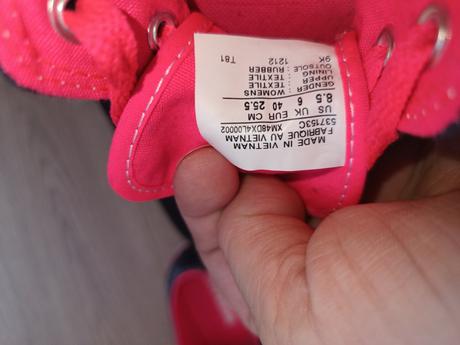 MADE IN VIETNAM
FABRIQUE AU VIETNAM
537153C XM48DX4L00002
US UK EUR CM
8.5 6 40 25.5
GENDER WOMENS
UPPER TEXTILE
LINING TEXTILE
OUTSOLE RUBBER
9K 1212 T81